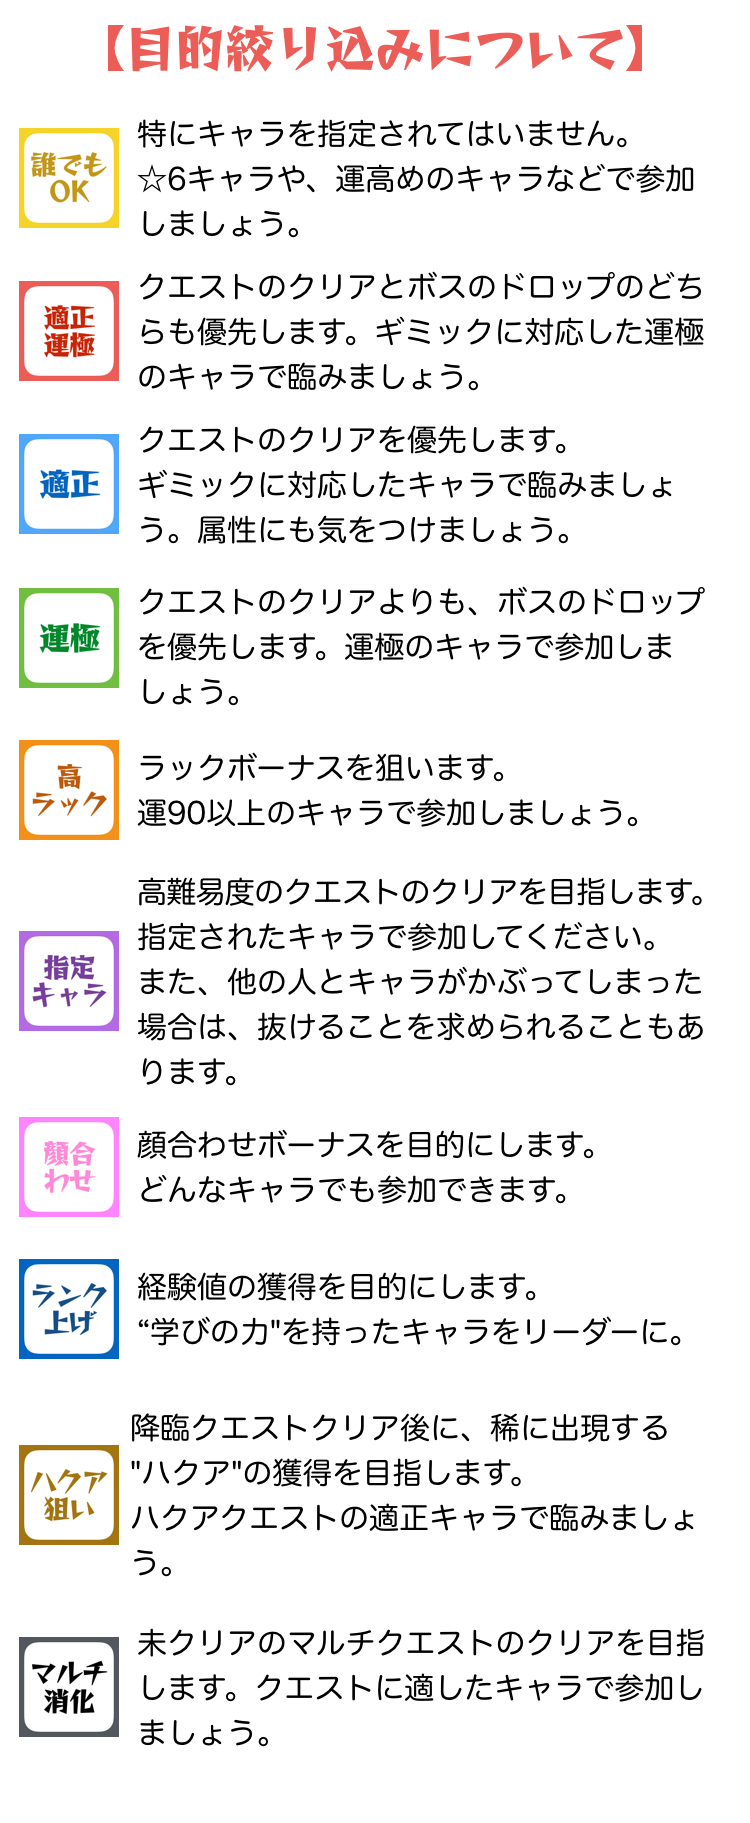 【目的絞り込みについて】
誰でも
OK
特にキャラを指定されてはいません。
☆6キャラや、運高めのキャラなどで参加
しましょう。
適正
運極
クエストのクリアとボスのドロップのどち
らも優先します。ギミックに対応した運極
のキャラで臨みましょう。
適正
クエストのクリアを優先します。
ギミックに対応したキャラで臨みましょ
う。属性にも気をつけましょう。
運極
クエストのクリアよりも、ボスのドロップ
を優先します。運極のキャラで参加しま
しょう。
高
ラック
ラックボーナスを狙います。
運90以上のキャラで参加しましょう。
指定
キャラ
高難易度のクエストのクリアを目指します。
指定されたキャラで参加してください。
また、他の人とキャラがかぶってしまった
場合は、抜けることを求められることもあ
ります。
顔合
わせ
顔合わせボーナスを目的にします。
どんなキャラでも参加できます。
ランク
上げ
経験値の獲得を目的にします。
“学びの力"を持ったキャラをリーダーに。
ハクア
狙い
降臨クエストクリア後に、稀に出現する
"ハクア"の獲得を目指します。
ハクアクエストの適正キャラで臨みましょ
う。
マルチ
消化
未クリアのマルチクエストのクリアを目指
します。クエストに適したキャラで参加し
ましょう。